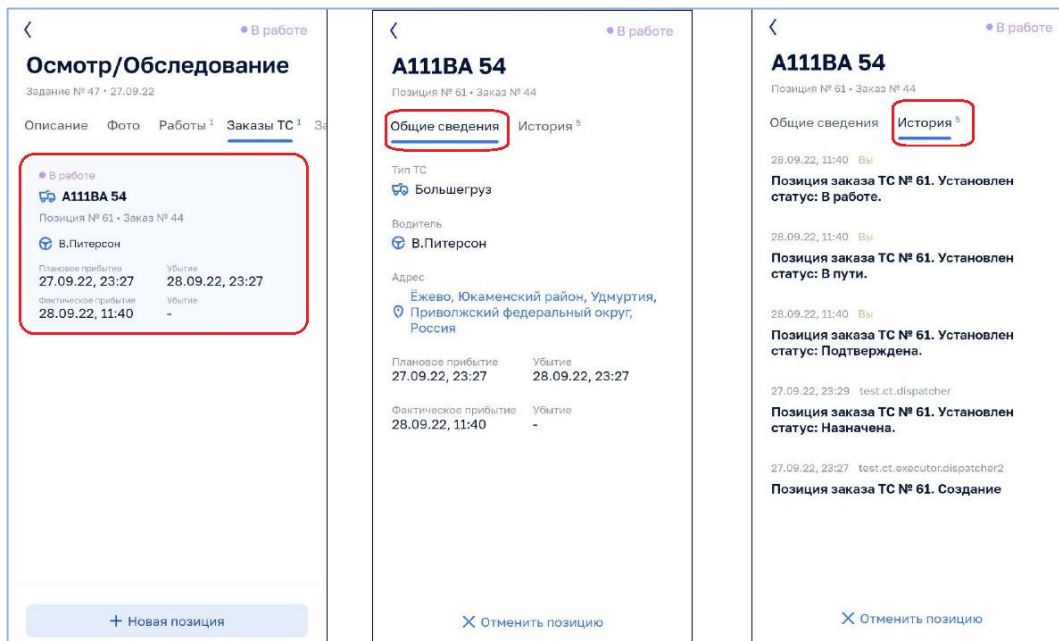 В работе
Осмотр/Обследование
Задание № 47 • 27.09.22
Описание Фото Работы 1 Заказы ТС 1 За
В работе
А111ВА 54
Позиция № 61 • Заказ № 44
В.Питерсон
Плановое прибытие Убытие
27.09.22, 23:27 28.09.22, 23:27
Фактическое прибытие Убытие
28.09.22, 11:40 -
+ Новая позиция
В работе
А111ВА 54
Позиция № 61 • Заказ № 44
Общие сведения История 5
Тип ТС
Большегруз
Водитель
В.Питерсон
Адрес
Ёжево, Юкаменский район, Удмуртия,
Приволжский федеральный округ,
Россия
Плановое прибытие Убытие
27.09.22, 23:27 28.09.22, 23:27
Фактическое прибытие Убытие
28.09.22, 11:40 -
Отменить позицию
В работе
А111ВА 54
Позиция № 61 • Заказ № 44
Общие сведения История 5
28.09.22, 11:40 Вы
Позиция заказа ТС № 61. Установлен
статус: В работе.
28.09.22, 11:40 Вы
Позиция заказа ТС № 61. Установлен
статус: В пути.
28.09.22, 11:40 Вы
Позиция заказа ТС № 61. Установлен
статус: Подтверждена.
27.09.22, 23:29 test.ct.dispatcher
Позиция заказа ТС № 61. Установлен
статус: Назначена.
27.09.22, 23:27 test.ct.executor.dispatcher2
Позиция заказа ТС № 61. Создание
Отменить позицию